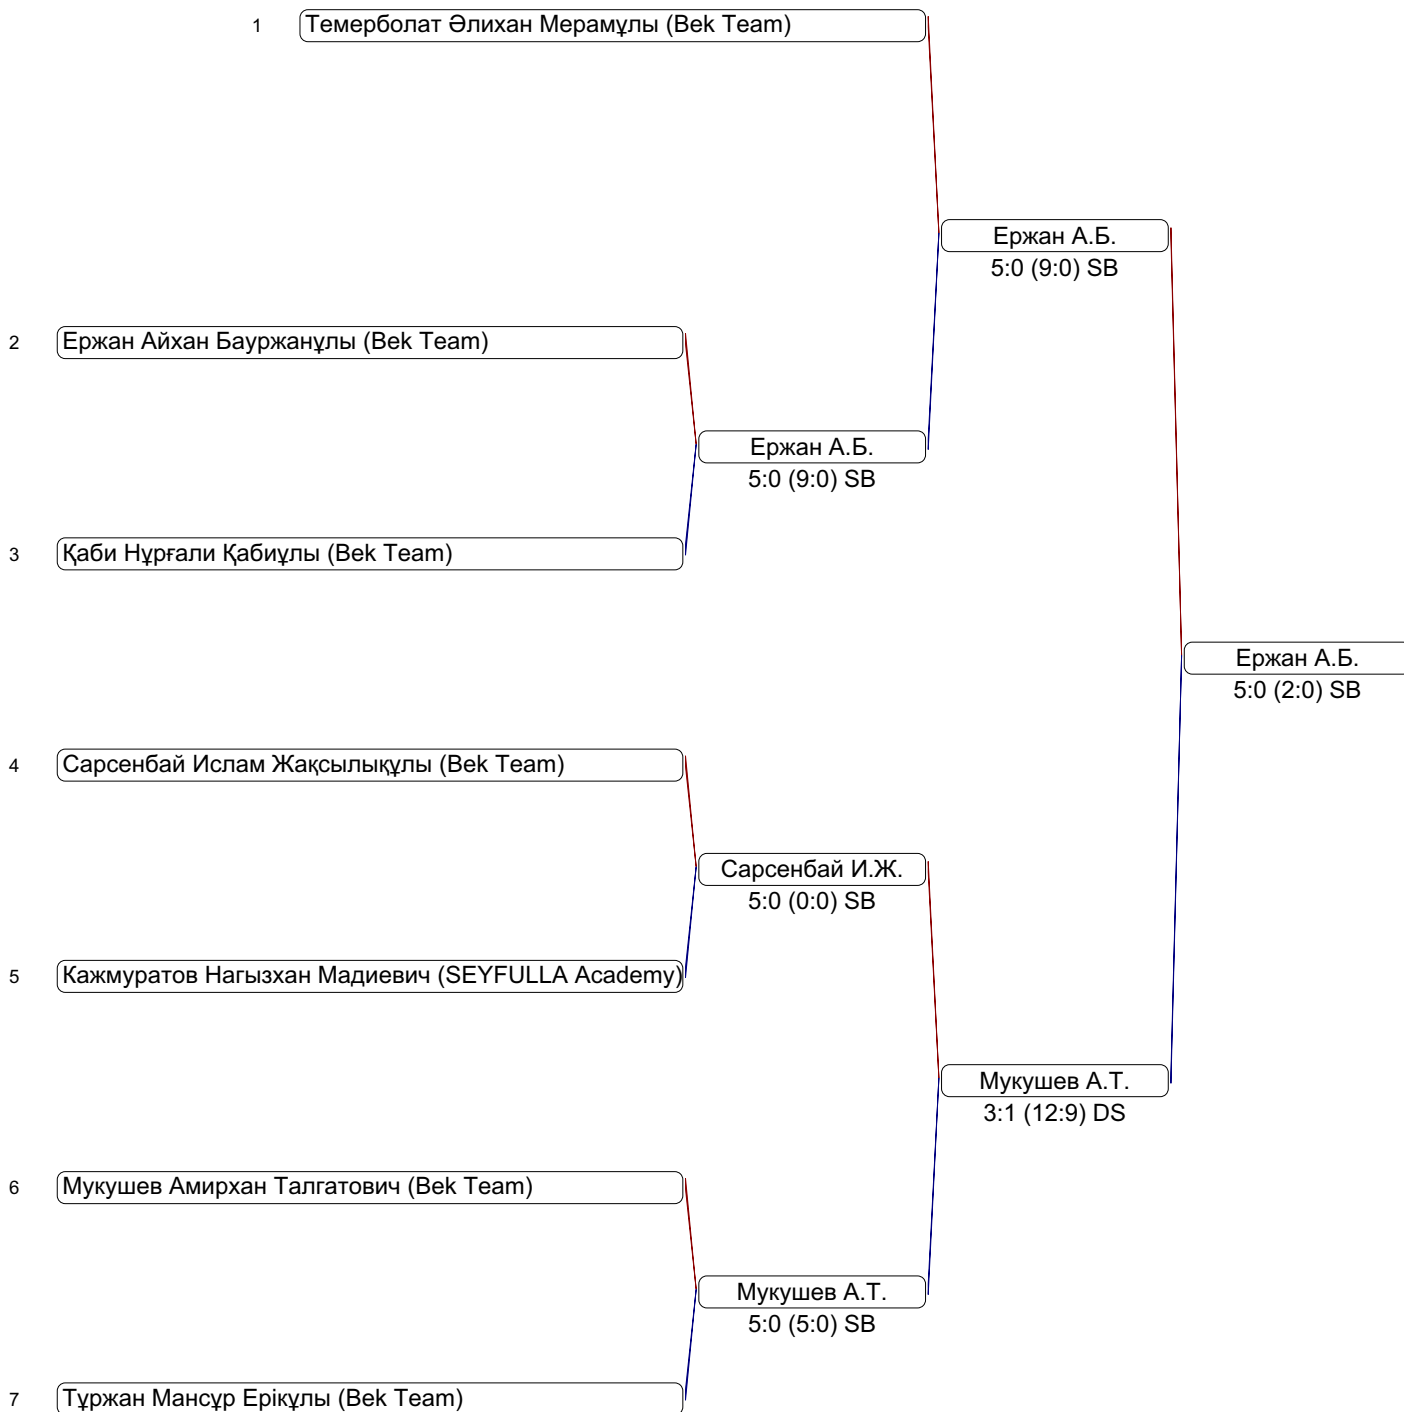 1 Темерболат Әлихан Мерамұлы (Bek Team)
Ержан А.Б.
5:0 (9:0) SB
2 Ержан Айхан Бауржанұлы (Bek Team)
Ержан А.Б.
5:0 (9:0) SB
3 Қаби Нұрғали Қабиұлы (Bek Team)
Ержан А.Б.
5:0 (2:0) SB
4 Сарсенбай Ислам Жақсылықұлы (Bek Team)
Сарсенбай И.Ж.
5:0 (0:0) SB
5 Кажмуратов Нагызхан Мадиевич (SEYFULLA Academy)
Мукушев А.Т.
3:1 (12:9) DS
6 Мукушев Амирхан Талгатович (Bek Team)
Мукушев А.Т.
5:0 (5:0) SB
7 Тұржан Мансұр Ерікұлы (Bek Team)